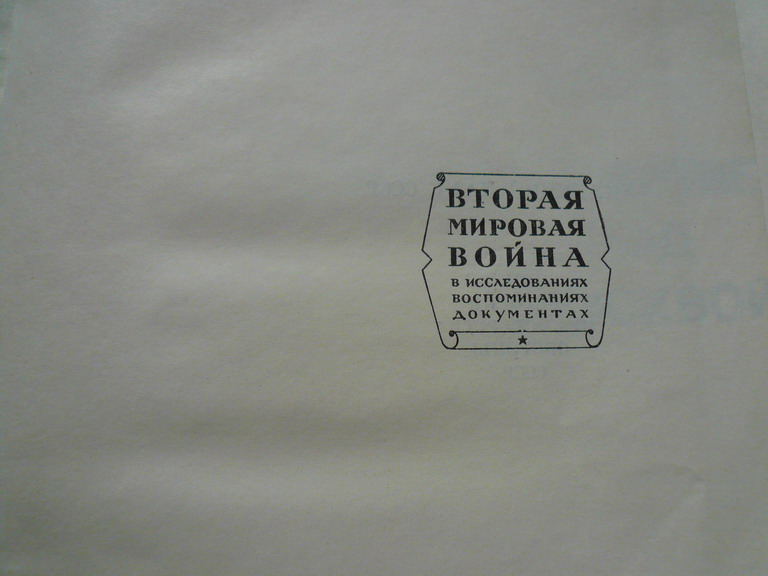 ВТОРАЯ
МИРОВАЯ
ВОЙНА
В ИССЛЕДОВАНИЯХ
ВОСПОМИНАНИЯХ
ДОКУМЕНТАХ